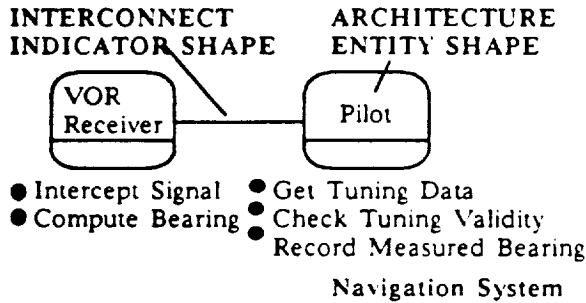 INTERCONNECT
INDICATOR SHAPE
ARCHITECTURE
ENTITY SHAPE
VOR
Receiver
Pilot
● Intercept Signal
● Compute Bearing
● Get Tuning Data
● Check Tuning Validity
● Record Measured Bearing
Navigation System